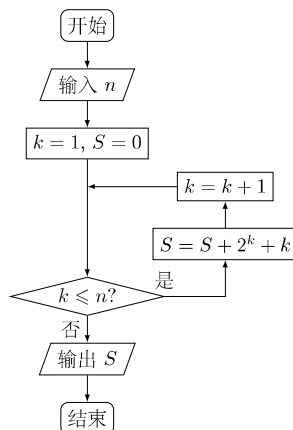 开始
输入 n
k = 1, S = 0
k = k + 1
S = S + 2^k + k
k ⩽ n?
是
否
输出 S
结束